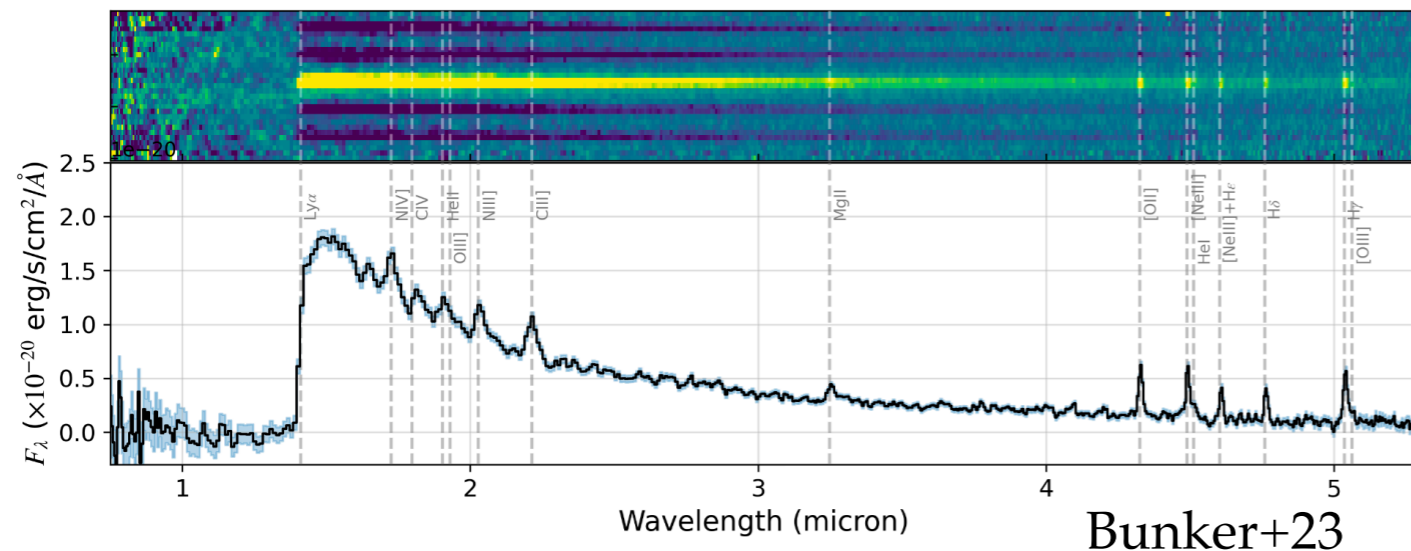 1e−20
2.5
2.0
1.5
1.0
0.5
0.0
F_λ (×10⁻²⁰ erg/s/cm²/Å)
Lyα
NIV]
CIV
HeII
OIII]
NIII]
CIII]
MgII
[OII]
[NeIII]
HeI
[NeIII]+Hε
Hδ
Hγ
[OIII]
1 2 3 4 5
Wavelength (micron)
Bunker+23